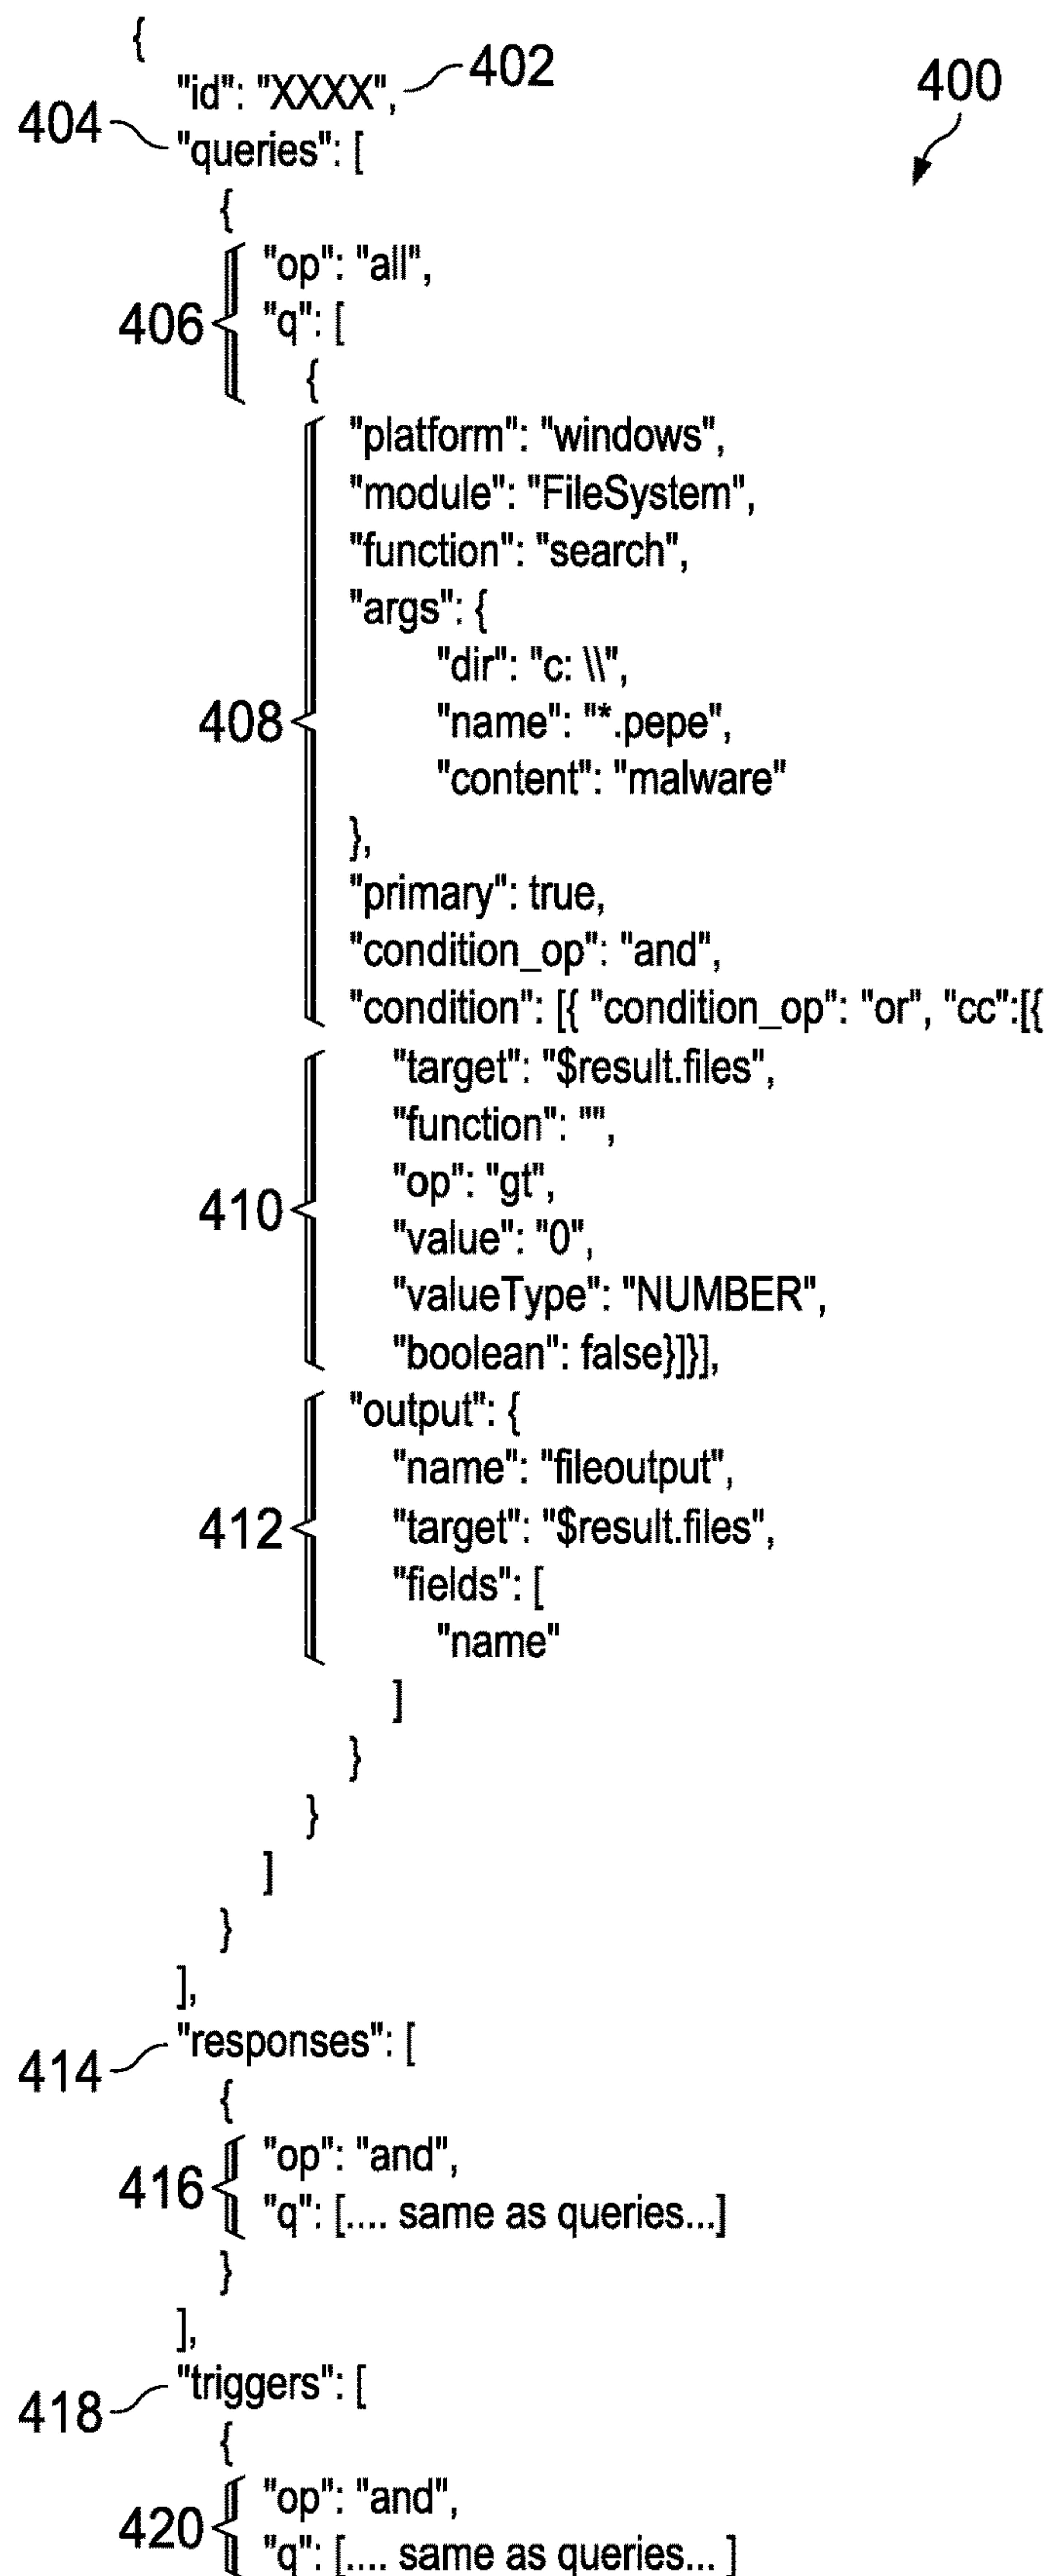 {
"id": "XXXX", 402
400
404 "queries": [
{
"op": "all",
406 "q": [
{
"platform": "windows",
"module": "FileSystem",
"function": "search",
"args": {
"dir": "c: \\",
408 "name": "*.pepe",
"content": "malware"
},
"primary": true,
"condition_op": "and",
"condition": [{ "condition_op": "or", "cc":[{
"target": "$result.files",
"function": "",
"op": "gt",
410 "value": "0",
"valueType": "NUMBER",
"boolean": false}]}],
"output": {
"name": "fileoutput",
412 "target": "$result.files",
"fields": [
"name"
]
}
}
]
}
],
414 "responses": [
{
"op": "and",
416 "q": [.... same as queries...]
}
],
418 "triggers": [
{
"op": "and",
420 "q": [.... same as queries... ]